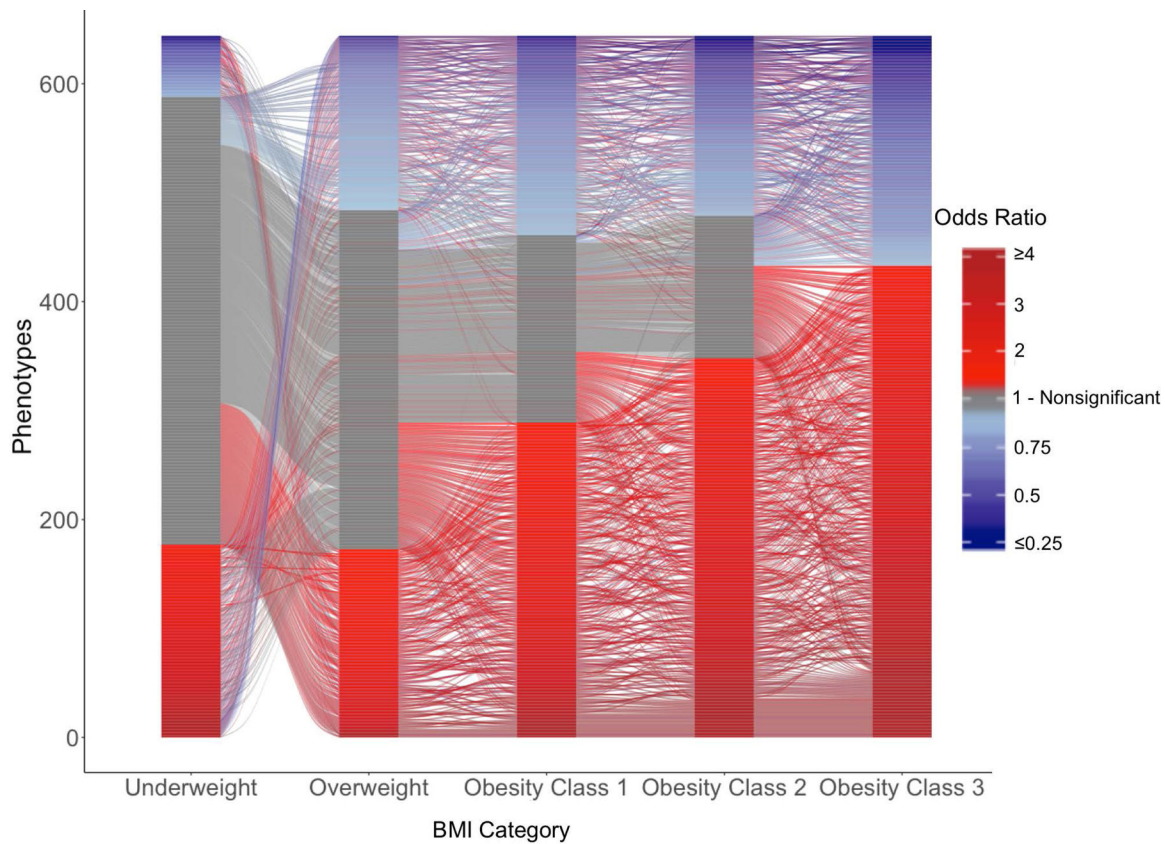 Phenotypes
600
400
200
0
Underweight
Overweight
Obesity Class 1
Obesity Class 2
Obesity Class 3
BMI Category
Odds Ratio
≥4
3
2
1 - Nonsignificant
0.75
0.5
≤0.25